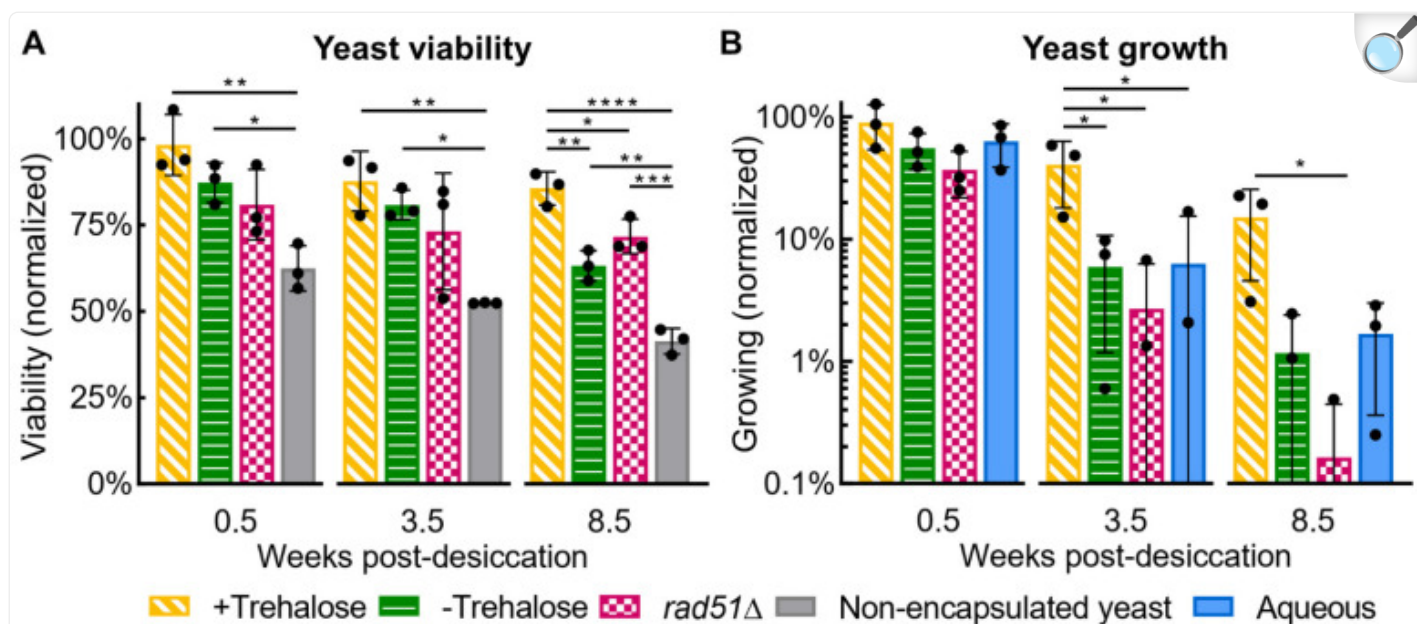 A Yeast viability
** * ** * **** * ** ** ***
100%
75%
50%
25%
0%
Viability (normalized)
0.5 3.5 8.5
Weeks post-desiccation
B Yeast growth
* * * *
100%
10%
1%
0.1%
Growing (normalized)
0.5 3.5 8.5
Weeks post-desiccation
+Trehalose -Trehalose rad51Δ Non-encapsulated yeast Aqueous